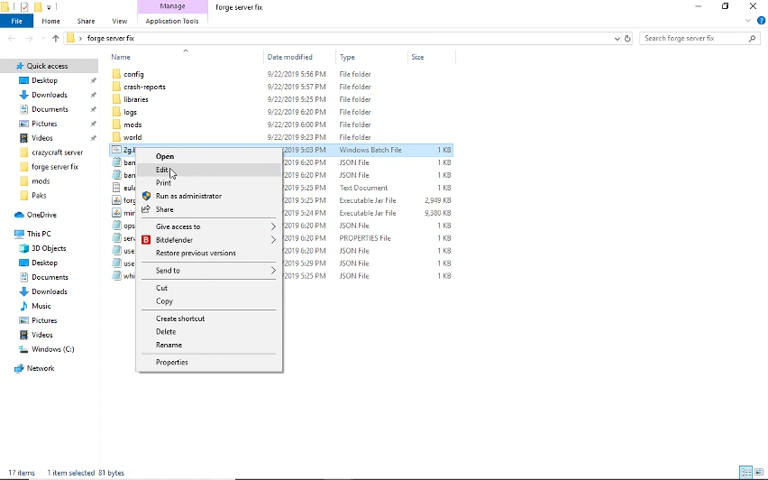 Manage
forge server fix
File
Home
Share
View
Application Tools
forge server fix
Search forge server fix
Name
Date modified
Type
Size
Quick access
Desktop
Downloads
Documents
Pictures
Videos
crazycraft server
forge server fix
mods
Paks
OneDrive
This PC
3D Objects
Desktop
Documents
Downloads
Music
Pictures
Videos
Windows (C:)
Network
config 9/22/2019 5:56 PM File folder
crash-reports 9/22/2019 5:57 PM File folder
libraries 9/22/2019 5:25 PM File folder
logs 9/22/2019 6:20 PM File folder
mods 9/22/2019 6:00 PM File folder
world 9/22/2019 9:23 PM File folder
2g.b /2019 5:03 PM Windows Batch File 1 KB
ban /2019 6:20 PM JSON File 1 KB
ban /2019 6:20 PM JSON File 1 KB
eula /2019 5:25 PM Text Document 1 KB
forg /2019 5:25 PM Executable Jar File 2,949 KB
min /2019 5:24 PM Executable Jar File 9,380 KB
ops /2019 6:20 PM JSON File 1 KB
serv /2019 6:20 PM PROPERTIES File 1 KB
use /2019 6:20 PM JSON File 1 KB
use /2019 5:29 PM JSON File 1 KB
whi /2019 5:25 PM JSON File 1 KB
Open
Edit
Print
Run as administrator
Share
Give access to
B Bitdefender
Restore previous versions
Send to
Cut
Copy
Create shortcut
Delete
Rename
Properties
17 items 1 item selected 81 bytes